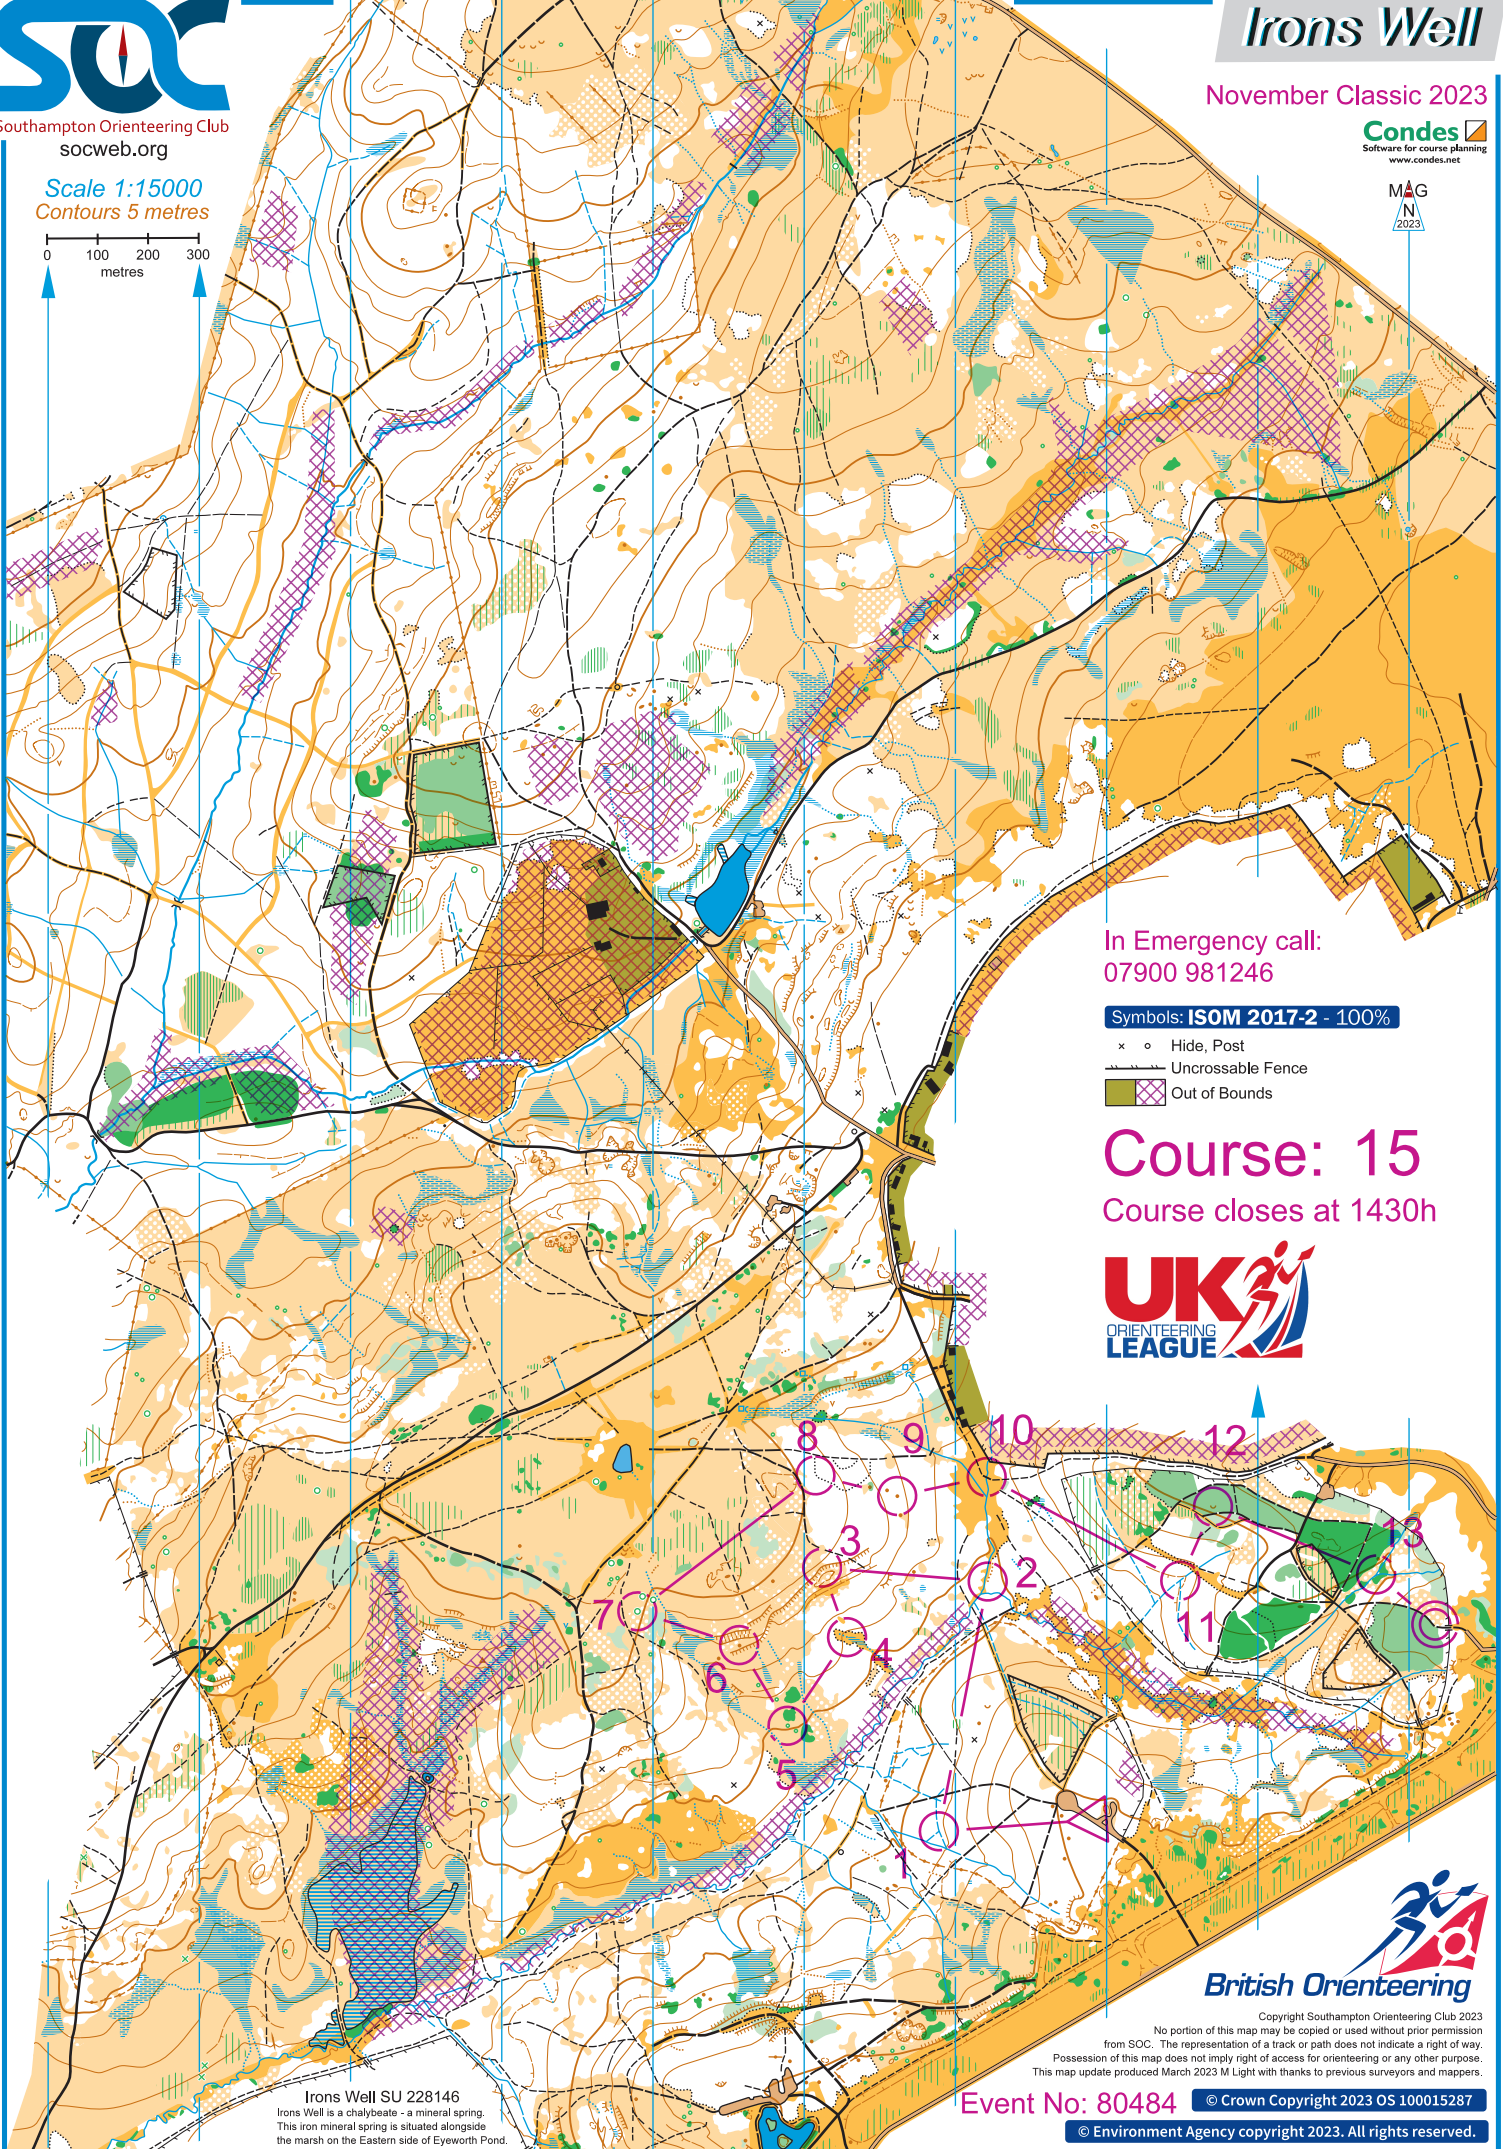 SOC
Southampton Orienteering Club
socweb.org
Scale 1:15000
Contours 5 metres
0 100 200 300
metres
Irons Well
November Classic 2023
Condes
Software for course planning
www.condes.net
MAG
N
2023
In Emergency call:
07900 981246
Symbols: ISOM 2017-2 - 100%
Hide, Post
Uncrossable Fence
Out of Bounds
Course: 15
Course closes at 1430h
UK
ORIENTEERING
LEAGUE
8
9
10
12
3
13
2
7
11
4
6
5
1
British Orienteering
Copyright Southampton Orienteering Club 2023
No portion of this map may be copied or used without prior permission
from SOC. The representation of a track or path does not indicate a right of way.
Possession of this map does not imply right of access for orienteering or any other purpose.
This map update produced March 2023 M Light with thanks to previous surveyors and mappers.
Event No: 80484
© Crown Copyright 2023 OS 100015287
© Environment Agency copyright 2023. All rights reserved.
Irons Well SU 228146
Irons Well is a chalybeate - a mineral spring.
This iron mineral spring is situated alongside
the marsh on the Eastern side of Eyeworth Pond.